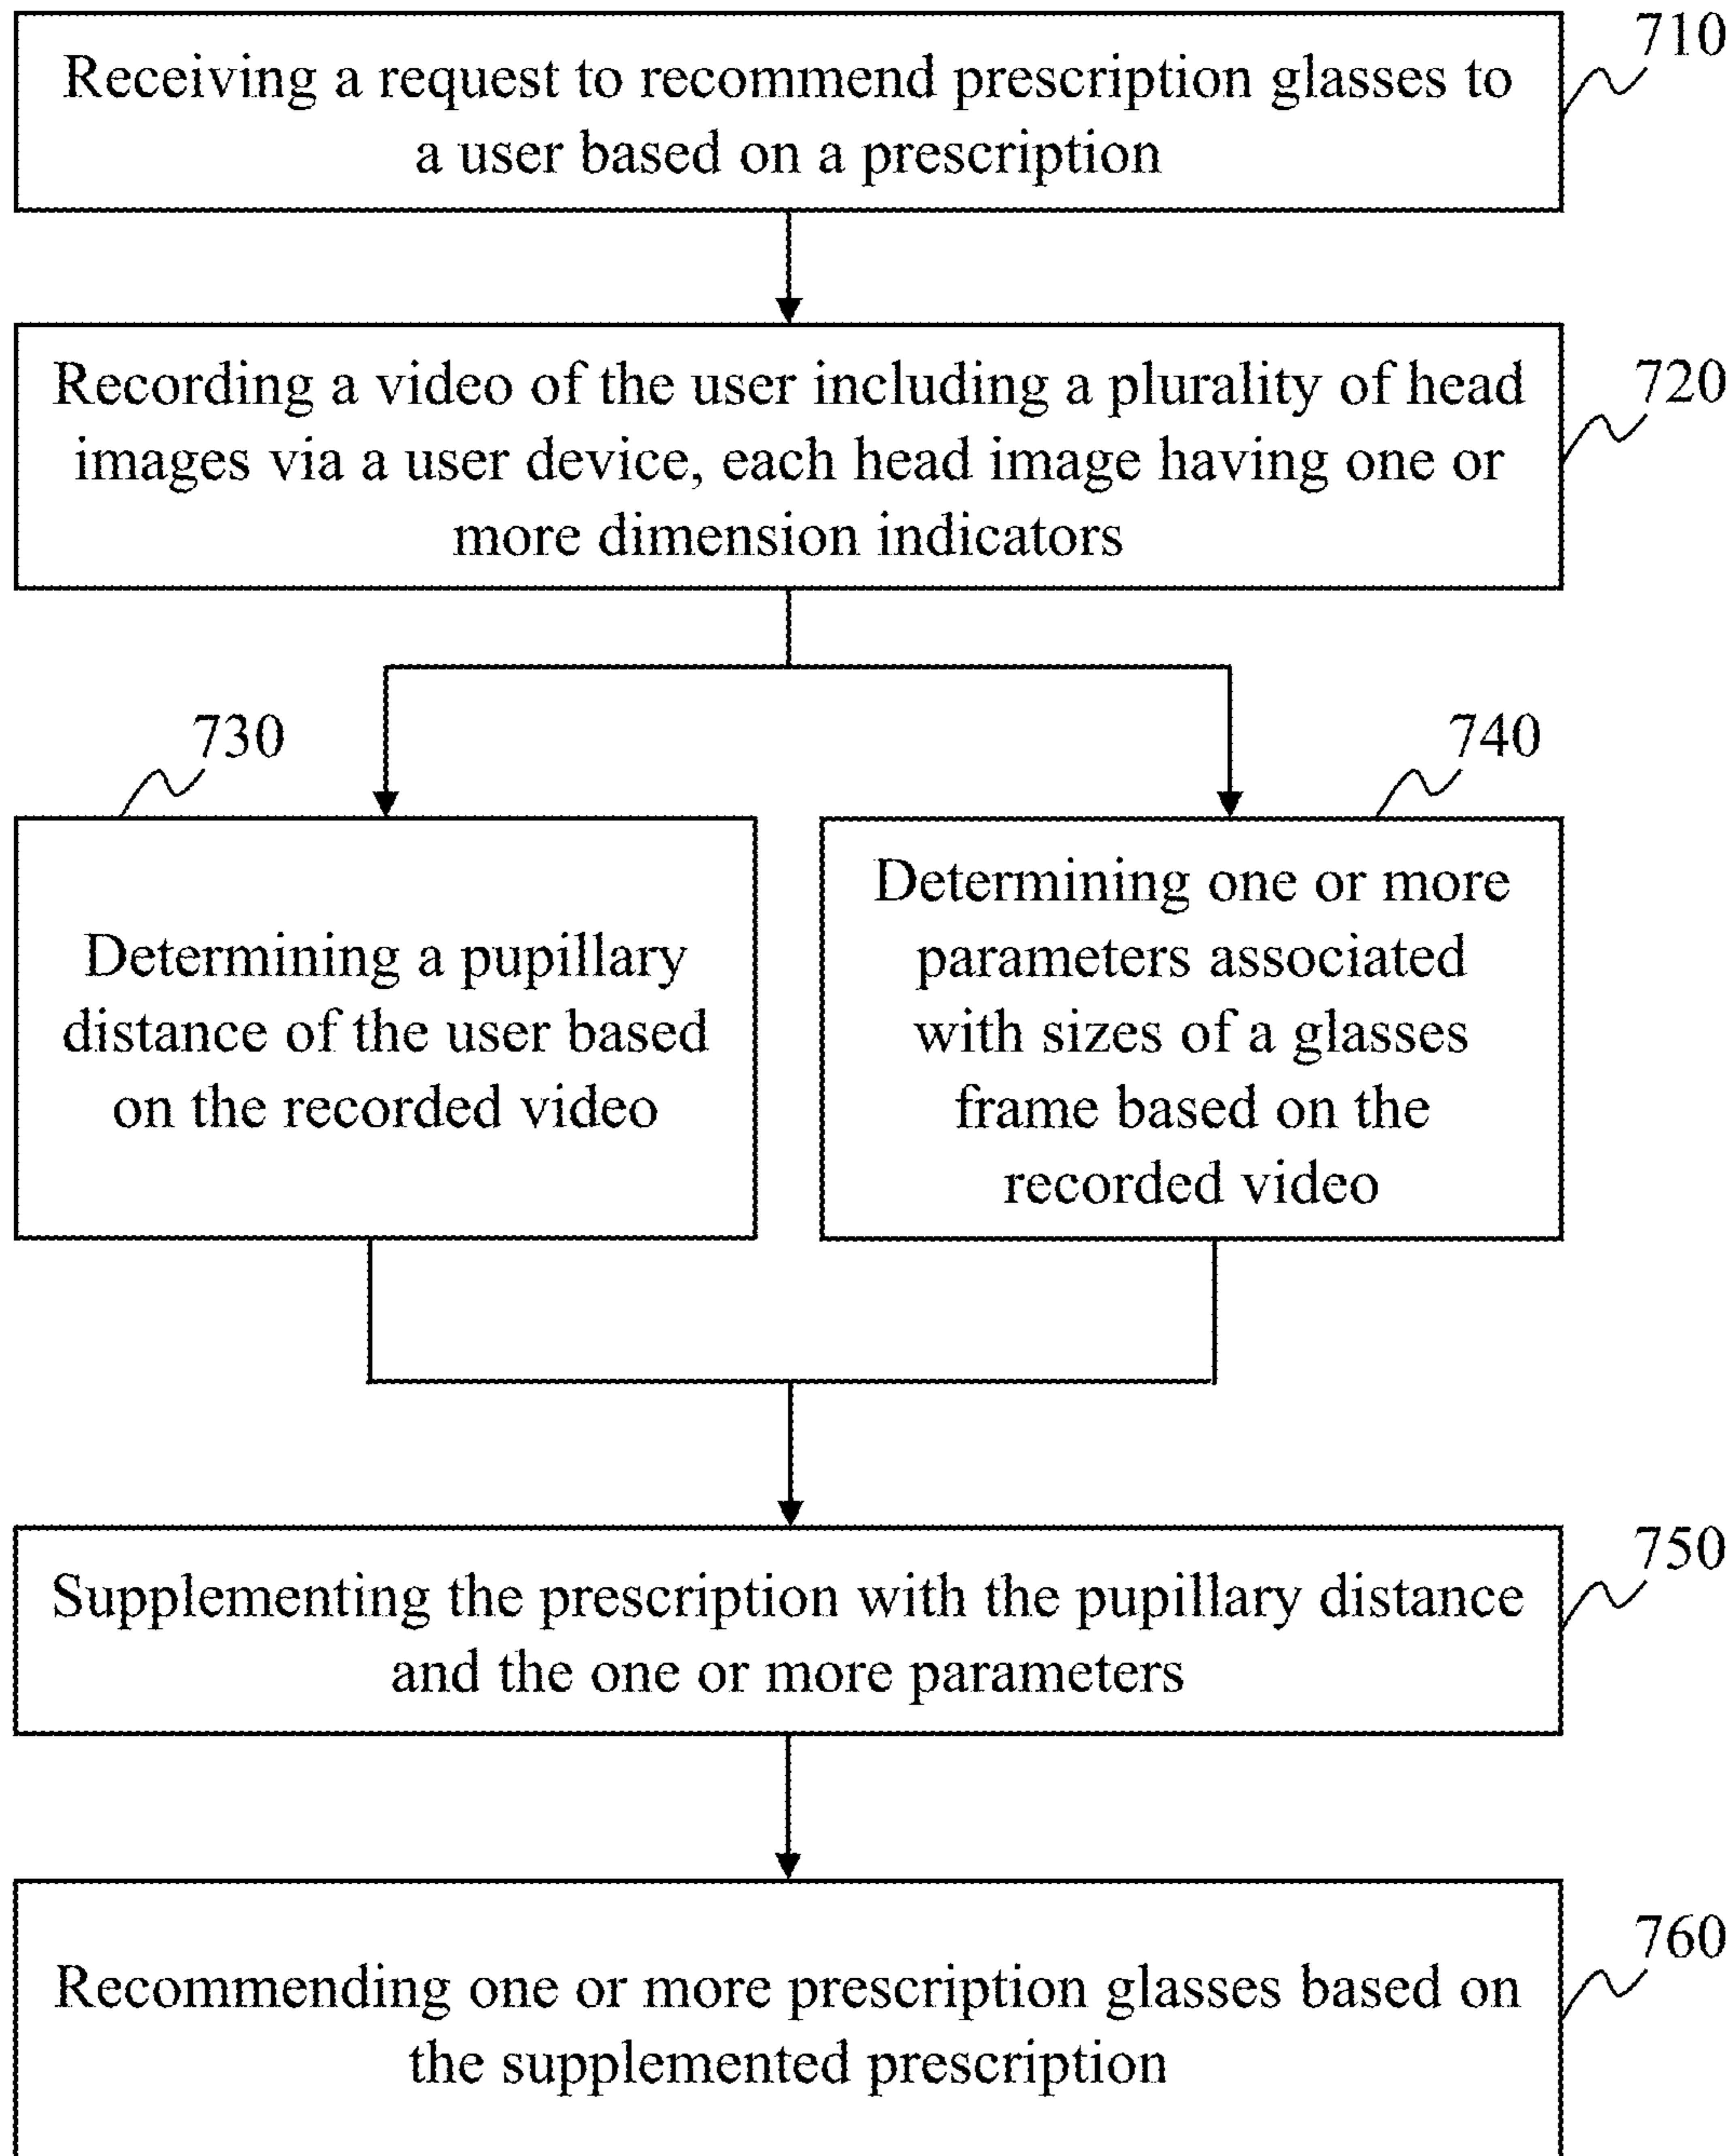 710
Receiving a request to recommend prescription glasses to
a user based on a prescription
720
Recording a video of the user including a plurality of head
images via a user device, each head image having one or
more dimension indicators
730
740
Determining a pupillary
distance of the user based
on the recorded video
Determining one or more
parameters associated
with sizes of a glasses
frame based on the
recorded video
750
Supplementing the prescription with the pupillary distance
and the one or more parameters
760
Recommending one or more prescription glasses based on
the supplemented prescription